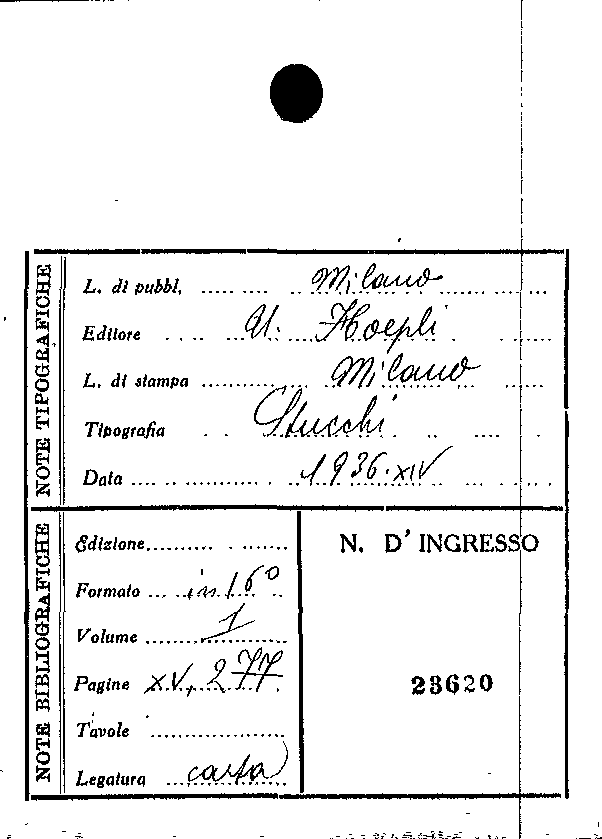 NOTE TIPOGRAFICHE
L. di pubbl. Milano
Editore U. Hoepli
L. di stampa Milano
Tipografia Stucchi
Data 1936-XIV
NOTE BIBLIOGRAFICHE
Edizione
Formato in 16º
Volume 1
Pagine XV, 277
Tavole
Legatura carta
N. D'INGRESSO
23620